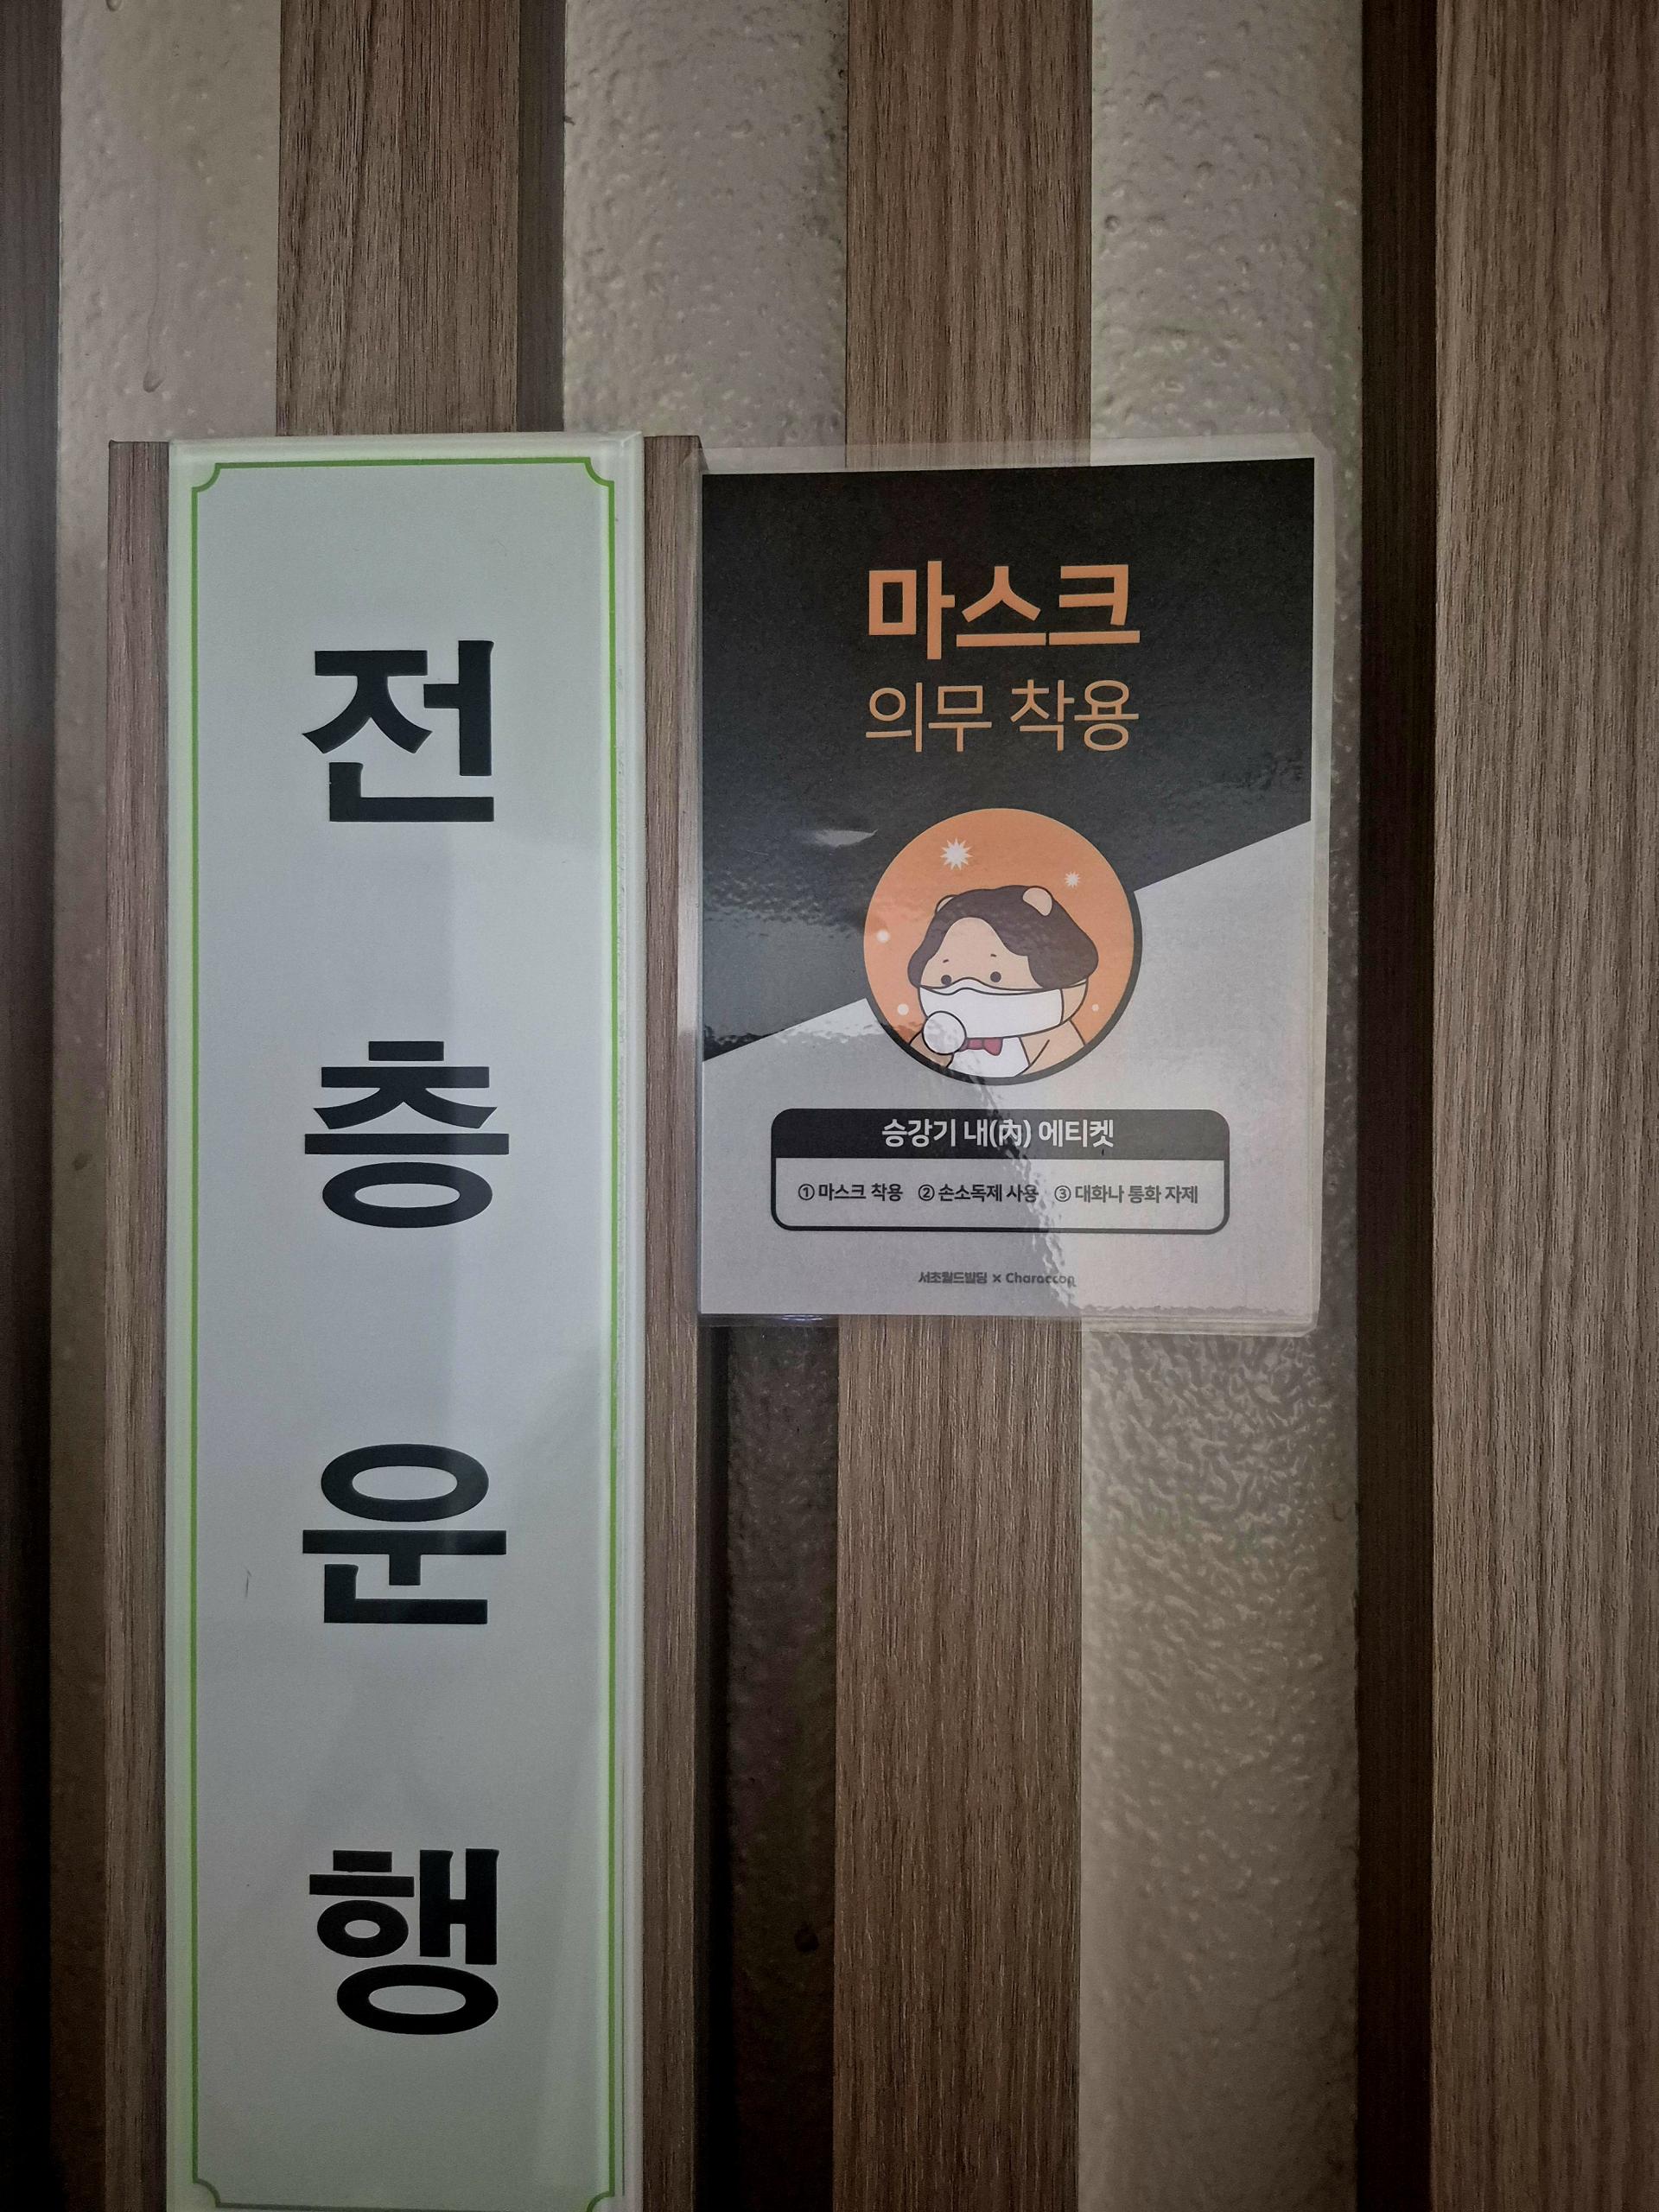 전
층
운
행
마스크
의무 착용
승강기 내(內) 에티켓
① 마스크 착용 ② 손소독제 사용 ③ 대화나 통화 자제
서초월드빌딩 × Characcon